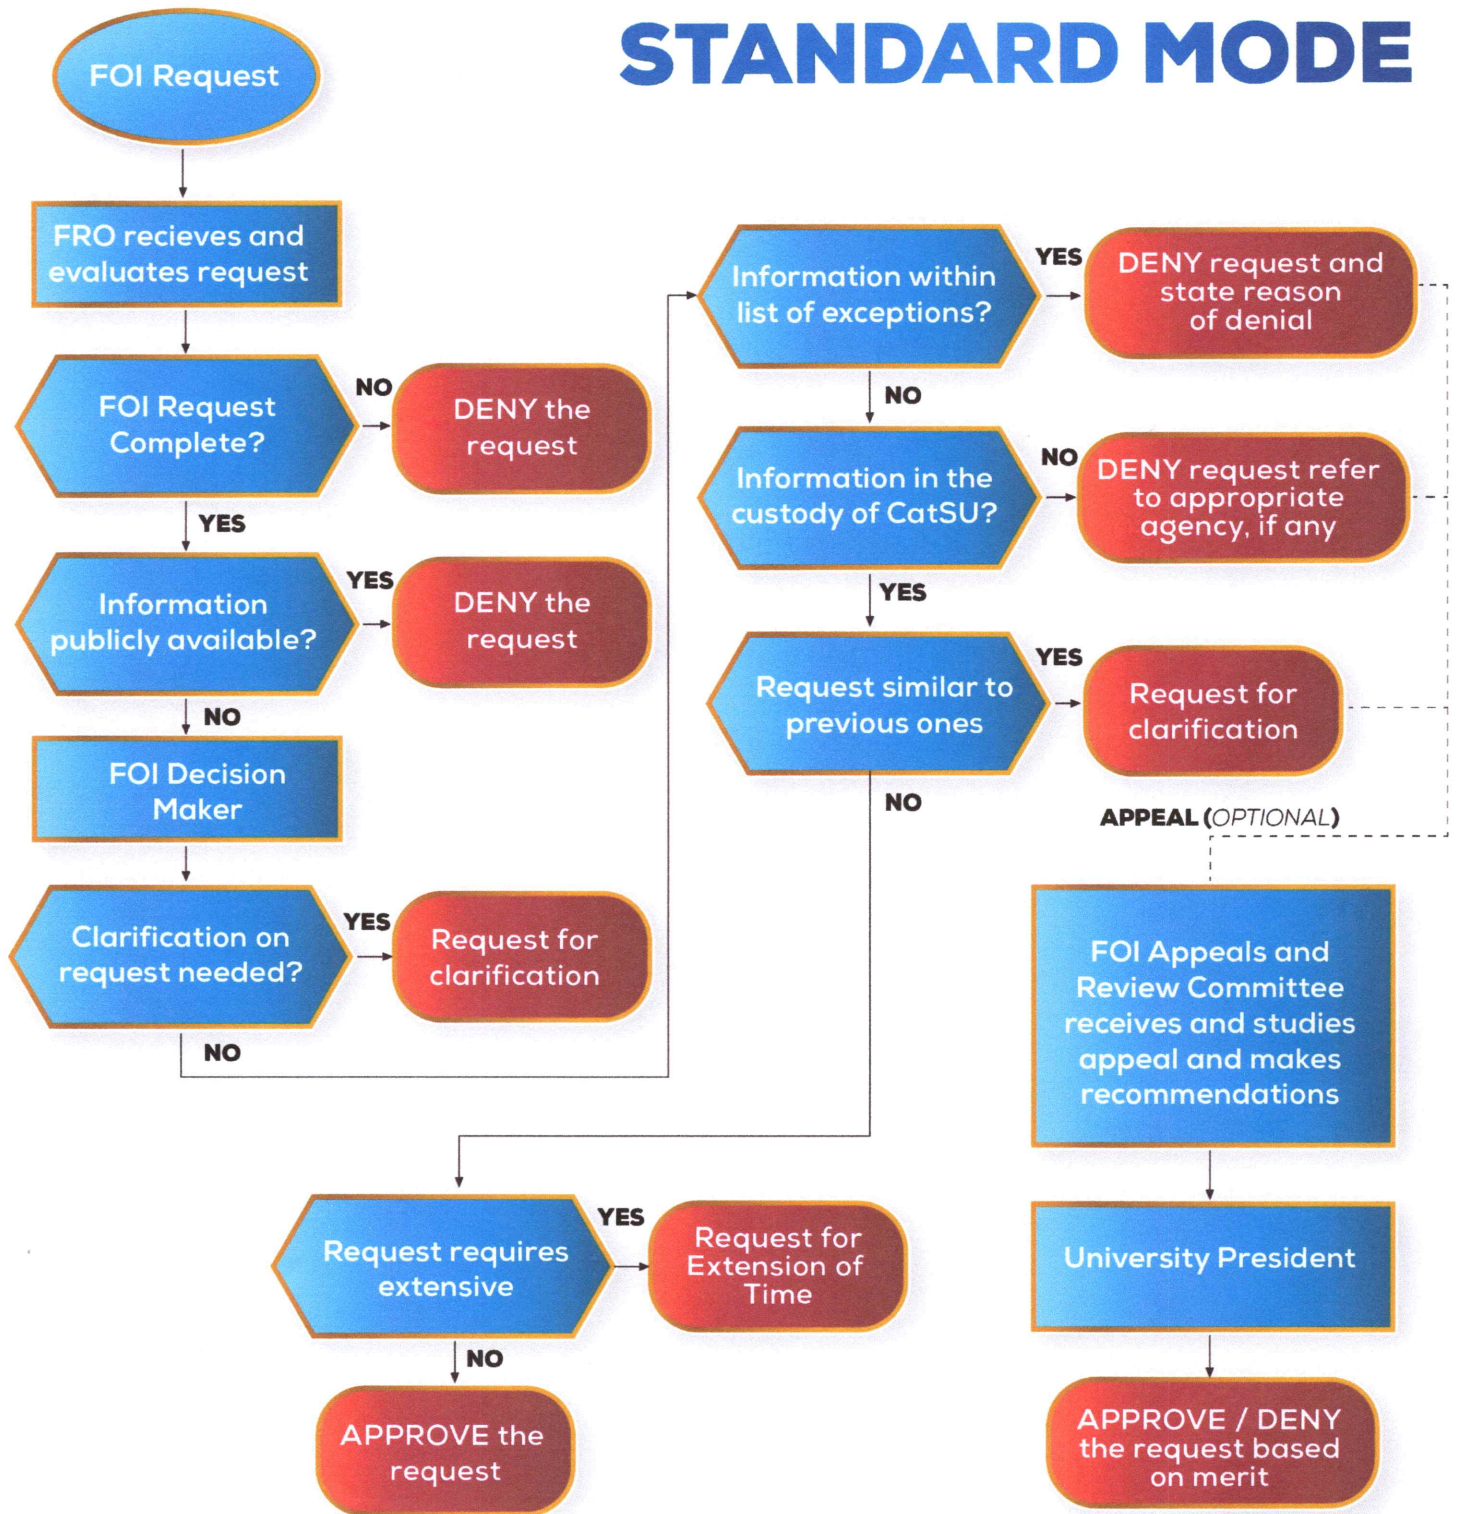 STANDARD MODE
FOI Request
FRO recieves and
evaluates request
FOI Request
Complete?
NO
DENY the
request
YES
Information
publicly available?
YES
DENY the
request
NO
FOI Decision
Maker
Clarification on
request needed?
YES
Request for
clarification
NO
Information within
list of exceptions?
YES
DENY request and
state reason
of denial
NO
Information in the
custody of CatSU?
NO
DENY request refer
to appropriate
agency, if any
YES
Request similar to
previous ones
YES
Request for
clarification
NO
APPEAL (OPTIONAL)
FOI Appeals and
Review Committee
receives and studies
appeal and makes
recommendations
University President
APPROVE / DENY
the request based
on merit
Request requires
extensive
YES
Request for
Extension of
Time
NO
APPROVE the
request